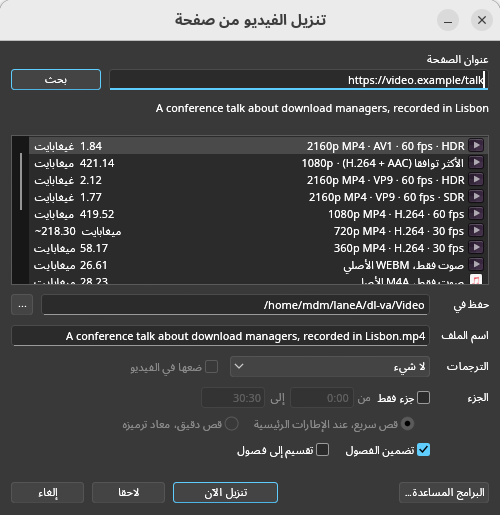 تنزيل الفيديو من صفحة
عنوان الصفحة
https://video.example/talk
بحث
A conference talk about download managers, recorded in Lisbon
2160p MP4 · AV1 · 60 fps · HDR 1.84 غيغابايت
الأكثر توافقا (H.264 + AAC) · 1080p 421.14 ميغابايت
2160p MP4 · VP9 · 60 fps · HDR 2.12 غيغابايت
2160p MP4 · VP9 · 60 fps · SDR 1.77 غيغابايت
1080p MP4 · H.264 · 60 fps 419.52 ميغابايت
720p MP4 · H.264 · 30 fps ~218.30 ميغابايت
360p MP4 · H.264 · 30 fps 58.17 ميغابايت
صوت فقط، WEBM الأصلي 26.61 ميغابايت
صوت فقط، M4A الأصلي 28.23 ميغابايت
حفظ في
/home/mdm/laneA/dl-va/Video
...
اسم الملف
A conference talk about download managers, recorded in Lisbon.mp4
الترجمات
لا شيء
ضعها في الفيديو
الجزء
جزء فقط
من
0:00
إلى
30:30
قص سريع، عند الإطارات الرئيسية
قص دقيق، معاد ترميزه
تضمين الفصول
تقسيم إلى فصول
البرامج المساعدة...
تنزيل الآن
لاحقا
إلغاء